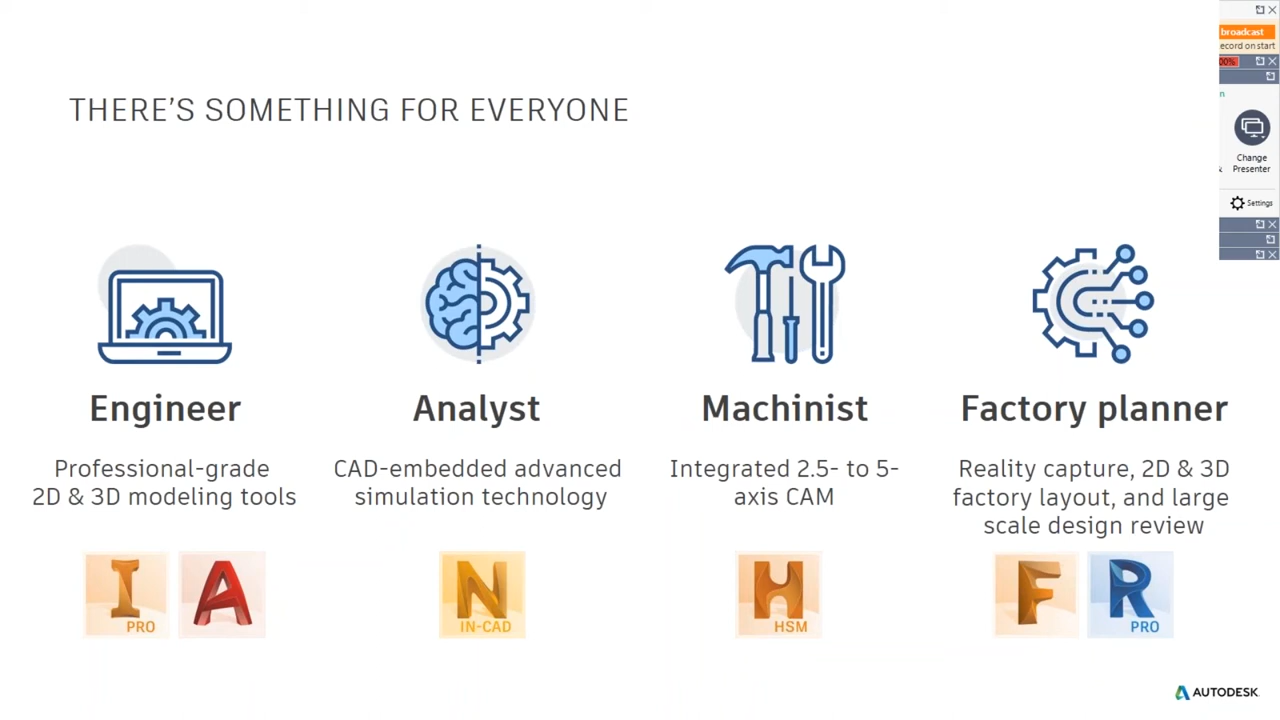 THERE'S SOMETHING FOR EVERYONE
broadcast
ecord on start
00%
n
Change
Presenter
&
Settings
Engineer
Professional-grade
2D & 3D modeling tools
I
PRO
A
Analyst
CAD-embedded advanced
simulation technology
N
IN-CAD
Machinist
Integrated 2.5- to 5-
axis CAM
H
HSM
Factory planner
Reality capture, 2D & 3D
factory layout, and large
scale design review
F
R
PRO
AUTODESK.